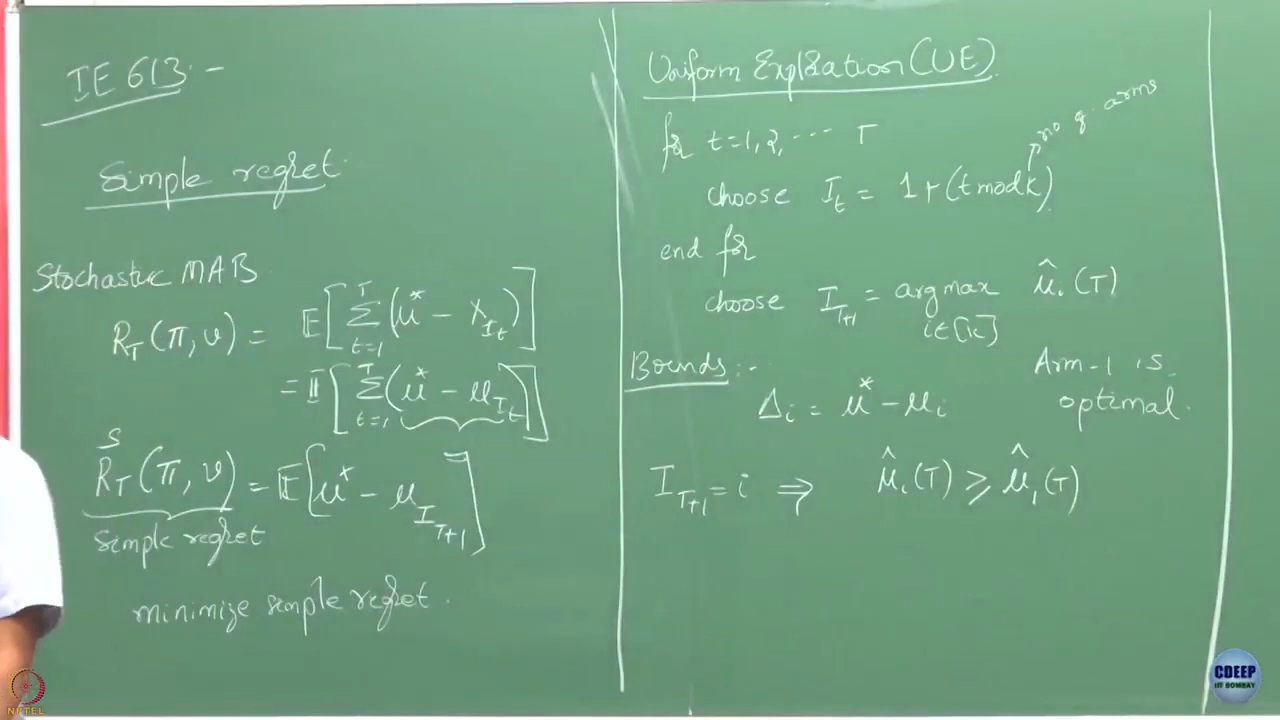 IE 613:-
Simple regret.
Stochastic MAB
R_T(π, ν) = E[ Σ_{t=1}^{T} (μ* − X_{I_t}) ]
= E[ Σ_{t=1}^{T} (μ* − μ_{I_t}) ]
R_T^S(π, ν) = E[ μ* − μ_{I_{T+1}} ]
Simple regret
minimize simple regret.
Uniform Exploration (UE)
for t=1,2,⋯ T
no of arms
choose I_t = 1+(t mod k)
end for
choose I_{T+1} = arg max_{i∈[k]} μ̂_i(T)
Bounds:-
Arm-1 is
Δ_i = μ* − μ_i
optimal.
I_{T+1} = i ⇒ μ̂_i(T) ≥ μ̂_1(T)
CDEEP
IIT BOMBAY
NPTEL